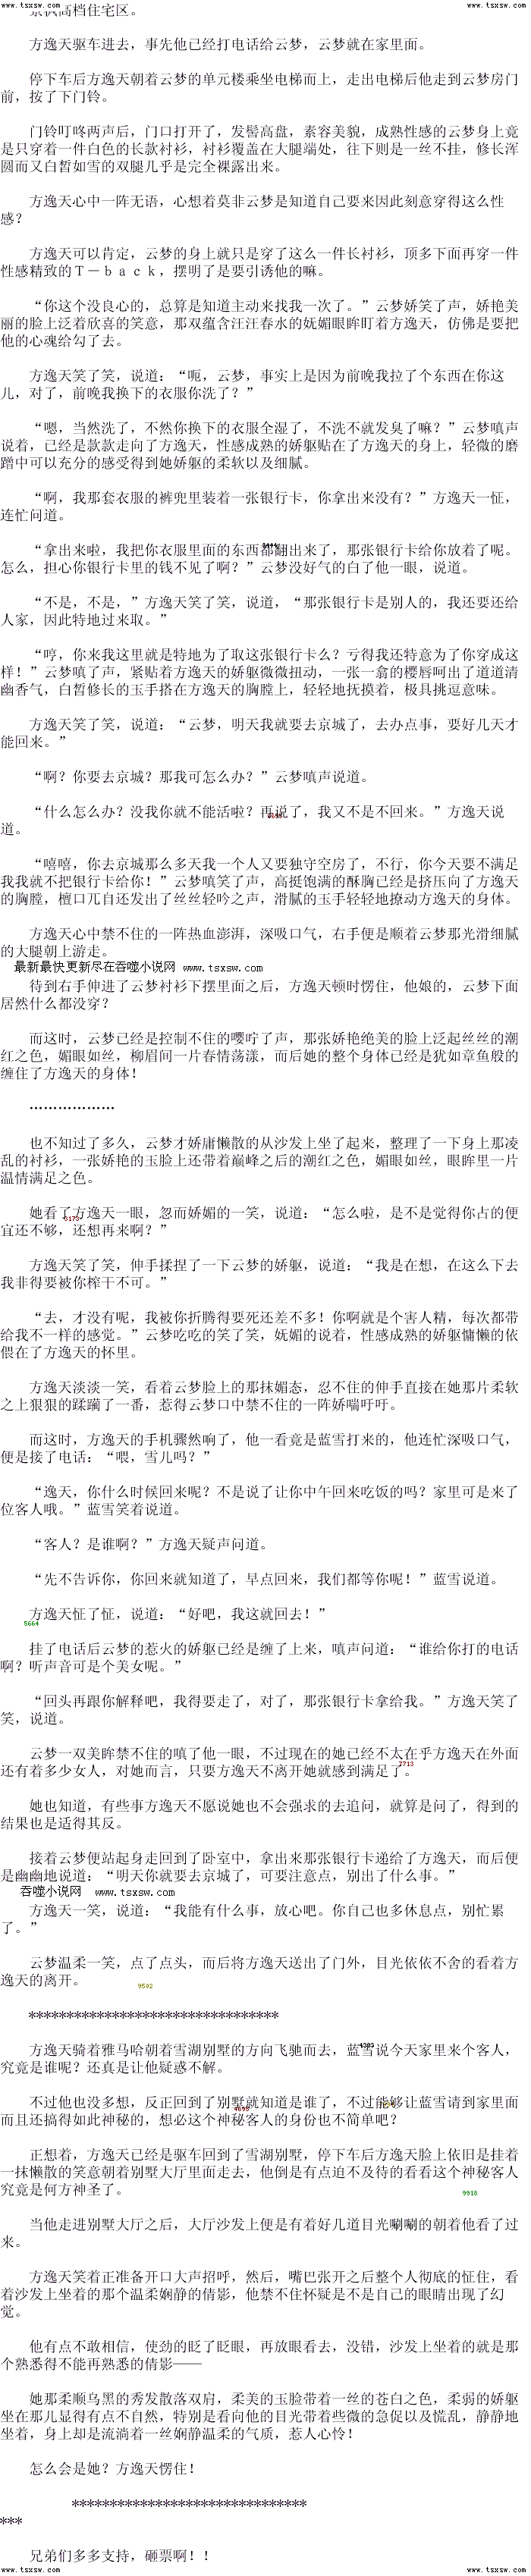 www.tsxsw.com www.tsxsw.com
景枫高档住宅区。
方逸天驱车进去，事先他已经打电话给云梦，云梦就在家里面。
停下车后方逸天朝着云梦的单元楼乘坐电梯而上，走出电梯后他走到云梦房门
前，按了下门铃。
门铃叮咚两声后，门口打开了，发髻高盘，素容美貌，成熟性感的云梦身上竟
是只穿着一件白色的长款衬衫，衬衫覆盖在大腿端处，往下则是一丝不挂，修长浑
圆而又白皙如雪的双腿几乎是完全裸露出来。
方逸天心中一阵无语，心想着莫非云梦是知道自己要来因此刻意穿得这么性
感？
方逸天可以肯定，云梦的身上就只是穿了这么一件长衬衫，顶多下面再穿一件
性感精致的Ｔ－ｂａｃｋ，摆明了是要引诱他的嘛。
“你这个没良心的，总算是知道主动来找我一次了。”云梦娇笑了声，娇艳美
丽的脸上泛着欣喜的笑意，那双蕴含汪汪春水的妩媚眼眸盯着方逸天，仿佛是要把
他的心魂给勾了去。
方逸天笑了笑，说道：“呃，云梦，事实上是因为前晚我拉了个东西在你这
儿，对了，前晚我换下的衣服你洗了？”
“嗯，当然洗了，不然你换下的衣服全湿了，不洗不就发臭了嘛？”云梦嗔声
说着，已经是款款走向了方逸天，性感成熟的娇躯贴在了方逸天的身上，轻微的磨
蹭中可以充分的感受得到她娇躯的柔软以及细腻。
“啊，我那套衣服的裤兜里装着一张银行卡，你拿出来没有？”方逸天一怔，
连忙问道。
“拿出来啦，我把你衣服里面的东西都翻出来了，那张银行卡给你放着了呢。
怎么，担心你银行卡里的钱不见了啊？”云梦没好气的白了他一眼，说道。
“不是，不是，”方逸天笑了笑，说道，“那张银行卡是别人的，我还要还给
人家，因此特地过来取。”
“哼，你来我这里就是特地为了取这张银行卡么？亏得我还特意为了你穿成这
样！”云梦嗔了声，紧贴着方逸天的娇躯微微扭动，一张一翕的樱唇呵出了道道清
幽香气，白皙修长的玉手搭在方逸天的胸膛上，轻轻地抚摸着，极具挑逗意味。
方逸天笑了笑，说道：“云梦，明天我就要去京城了，去办点事，要好几天才
能回来。”
“啊？你要去京城？那我可怎么办？”云梦嗔声说道。
“什么怎么办？没我你就不能活啦？再说了，我又不是不回来。”方逸天说
道。
“嘻嘻，你去京城那么多天我一个人又要独守空房了，不行，你今天要不满足
我我就不把银行卡给你！”云梦嗔笑了声，高挺饱满的酥胸已经是挤压向了方逸天
的胸膛，檀口兀自还发出了丝丝轻吟之声，滑腻的玉手轻轻地撩动方逸天的身体。
方逸天心中禁不住的一阵热血澎湃，深吸口气，右手便是顺着云梦那光滑细腻
的大腿朝上游走。
最新最快更新尽在吞噬小说网 www.tsxsw.com
待到右手伸进了云梦衬衫下摆里面之后，方逸天顿时愣住，他娘的，云梦下面
居然什么都没穿？
而这时，云梦已经是控制不住的嘤咛了声，那张娇艳绝美的脸上泛起丝丝的潮
红之色，媚眼如丝，柳眉间一片春情荡漾，而后她的整个身体已经是犹如章鱼般的
缠住了方逸天的身体！
………………
也不知过了多久，云梦才娇庸懒散的从沙发上坐了起来，整理了一下身上那凌
乱的衬衫，一张娇艳的玉脸上还带着巅峰之后的潮红之色，媚眼如丝，眼眸里一片
温情满足之色。
她看了方逸天一眼，忽而娇媚的一笑，说道：“怎么啦，是不是觉得你占的便
宜还不够，还想再来啊？”
方逸天笑了笑，伸手揉捏了一下云梦的娇躯，说道：“我是在想，在这么下去
我非得要被你榨干不可。”
“去，才没有呢，我被你折腾得要死还差不多！你啊就是个害人精，每次都带
给我不一样的感觉。”云梦吃吃的笑了笑，妩媚的说着，性感成熟的娇躯慵懒的依
偎在了方逸天的怀里。
方逸天淡淡一笑，看着云梦脸上的那抹媚态，忍不住的伸手直接在她那片柔软
之上狠狠的蹂躏了一番，惹得云梦口中禁不住的一阵娇喘吁吁。
而这时，方逸天的手机骤然响了，他一看竟是蓝雪打来的，他连忙深吸口气，
便是接了电话：“喂，雪儿吗？”
“逸天，你什么时候回来呢？不是说了让你中午回来吃饭的吗？家里可是来了
位客人哦。”蓝雪笑着说道。
“客人？是谁啊？”方逸天疑声问道。
“先不告诉你，你回来就知道了，早点回来，我们都等你呢！”蓝雪说道。
方逸天怔了怔，说道：“好吧，我这就回去！”
5664
挂了电话后云梦的惹火的娇躯已经是缠了上来，嗔声问道：“谁给你打的电话
啊？听声音可是个美女呢。”
“回头再跟你解释吧，我得要走了，对了，那张银行卡拿给我。”方逸天笑了
笑，说道。
云梦一双美眸禁不住的嗔了他一眼，不过现在的她已经不太在乎方逸天在外面
还有着多少女人，对她而言，只要方逸天不离开她就感到满足了。
她也知道，有些事方逸天不愿说她也不会强求的去追问，就算是问了，得到的
结果也是适得其反。
接着云梦便站起身走回到了卧室中，拿出来那张银行卡递给了方逸天，而后便
是幽幽地说道：“明天你就要去京城了，可要注意点，别出了什么事。”
吞噬小说网 www.tsxsw.com
方逸天一笑，说道：“我能有什么事，放心吧。你自己也多休息点，别忙累
了。”
云梦温柔一笑，点了点头，而后将方逸天送出了门外，目光依依不舍的看着方
逸天的离开。
9502
*********************************
方逸天骑着雅马哈朝着雪湖别墅的方向飞驰而去，蓝雪说今天家里来个客人，
究竟是谁呢？还真是让他疑惑不解。
不过他也没多想，反正回到了别墅就知道是谁了，不过能够让蓝雪请到家里面
而且还搞得如此神秘的，想必这个神秘客人的身份也不简单吧？
正想着，方逸天已经是驱车回到了雪湖别墅，停下车后方逸天脸上依旧是挂着
一抹懒散的笑意朝着别墅大厅里面走去，他倒是有点迫不及待的看看这个神秘客人
究竟是何方神圣了。
9918
当他走进别墅大厅之后，大厅沙发上便是有着好几道目光唰唰的朝着他看了过
来。
方逸天笑着正准备开口大声招呼，然后，嘴巴张开之后整个人彻底的怔住，看
着沙发上坐着的那个温柔娴静的倩影，他禁不住怀疑是不是自己的眼睛出现了幻
觉。
他有点不敢相信，使劲的眨了眨眼，再放眼看去，没错，沙发上坐着的就是那
个熟悉得不能再熟悉的倩影——
她那柔顺乌黑的秀发散落双肩，柔美的玉脸带着一丝的苍白之色，柔弱的娇躯
坐在那儿显得有点不自然，特别是看向他的目光带着些微的急促以及慌乱，静静地
坐着，身上却是流淌着一丝娴静温柔的气质，惹人心怜！
怎么会是她？方逸天愣住！
*******************************
***
兄弟们多多支持，砸票啊！！
www.tsxsw.com www.tsxsw.com